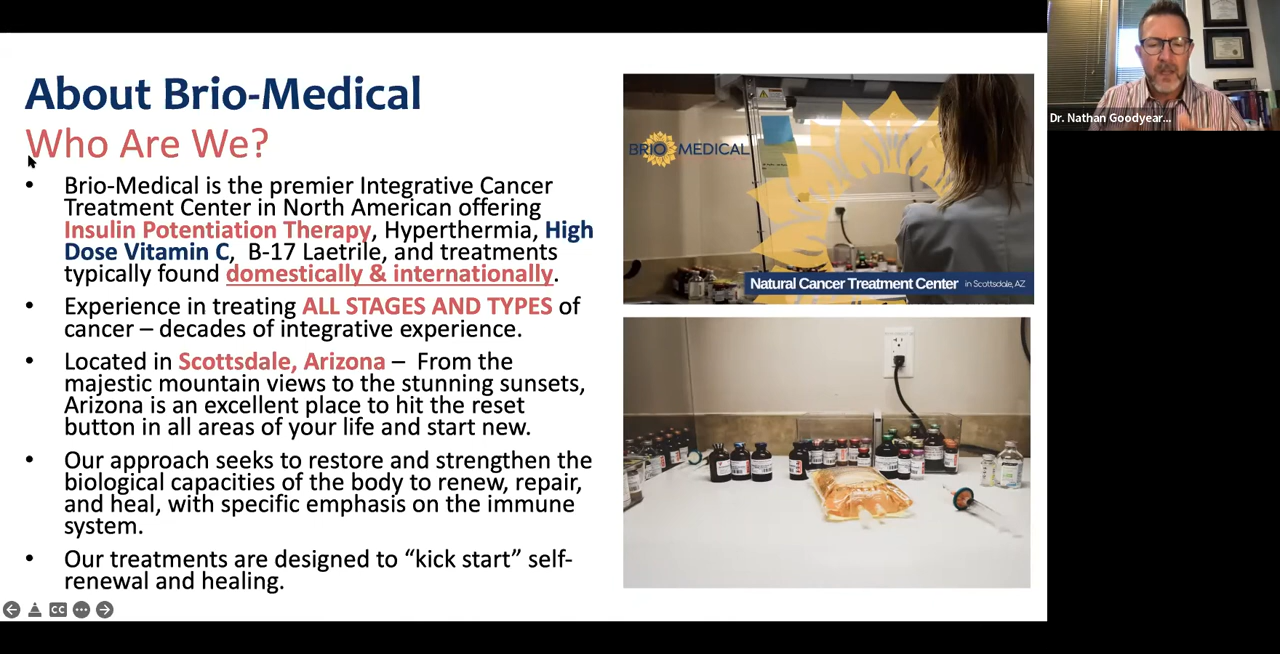 About Brio-Medical
Who Are We?
• Brio-Medical is the premier Integrative Cancer
Treatment Center in North American offering
Insulin Potentiation Therapy, Hyperthermia, High
Dose Vitamin C, B-17 Laetrile, and treatments
typically found domestically & internationally.
• Experience in treating ALL STAGES AND TYPES of
cancer – decades of integrative experience.
• Located in Scottsdale, Arizona – From the
majestic mountain views to the stunning sunsets,
Arizona is an excellent place to hit the reset
button in all areas of your life and start new.
• Our approach seeks to restore and strengthen the
biological capacities of the body to renew, repair,
and heal, with specific emphasis on the immune
system.
• Our treatments are designed to “kick start” self-
renewal and healing.
BRIO MEDICAL
Natural Cancer Treatment Center in Scottsdale, AZ
Dr. Nathan Goodyear...
CC